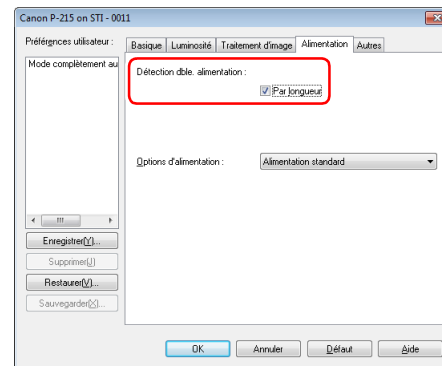 Canon P-215 on STI - 0011
Préférences utilisateur :
Mode complètement au
Enregistrer(Y)...
Supprimer(J)
Restaurer(V)...
Sauvegarder(X)...
Basique Luminosité Traitement d'image Alimentation Autres
Détection dble. alimentation :
Par longueur
Options d'alimentation : Alimentation standard
OK Annuler Défaut Aide